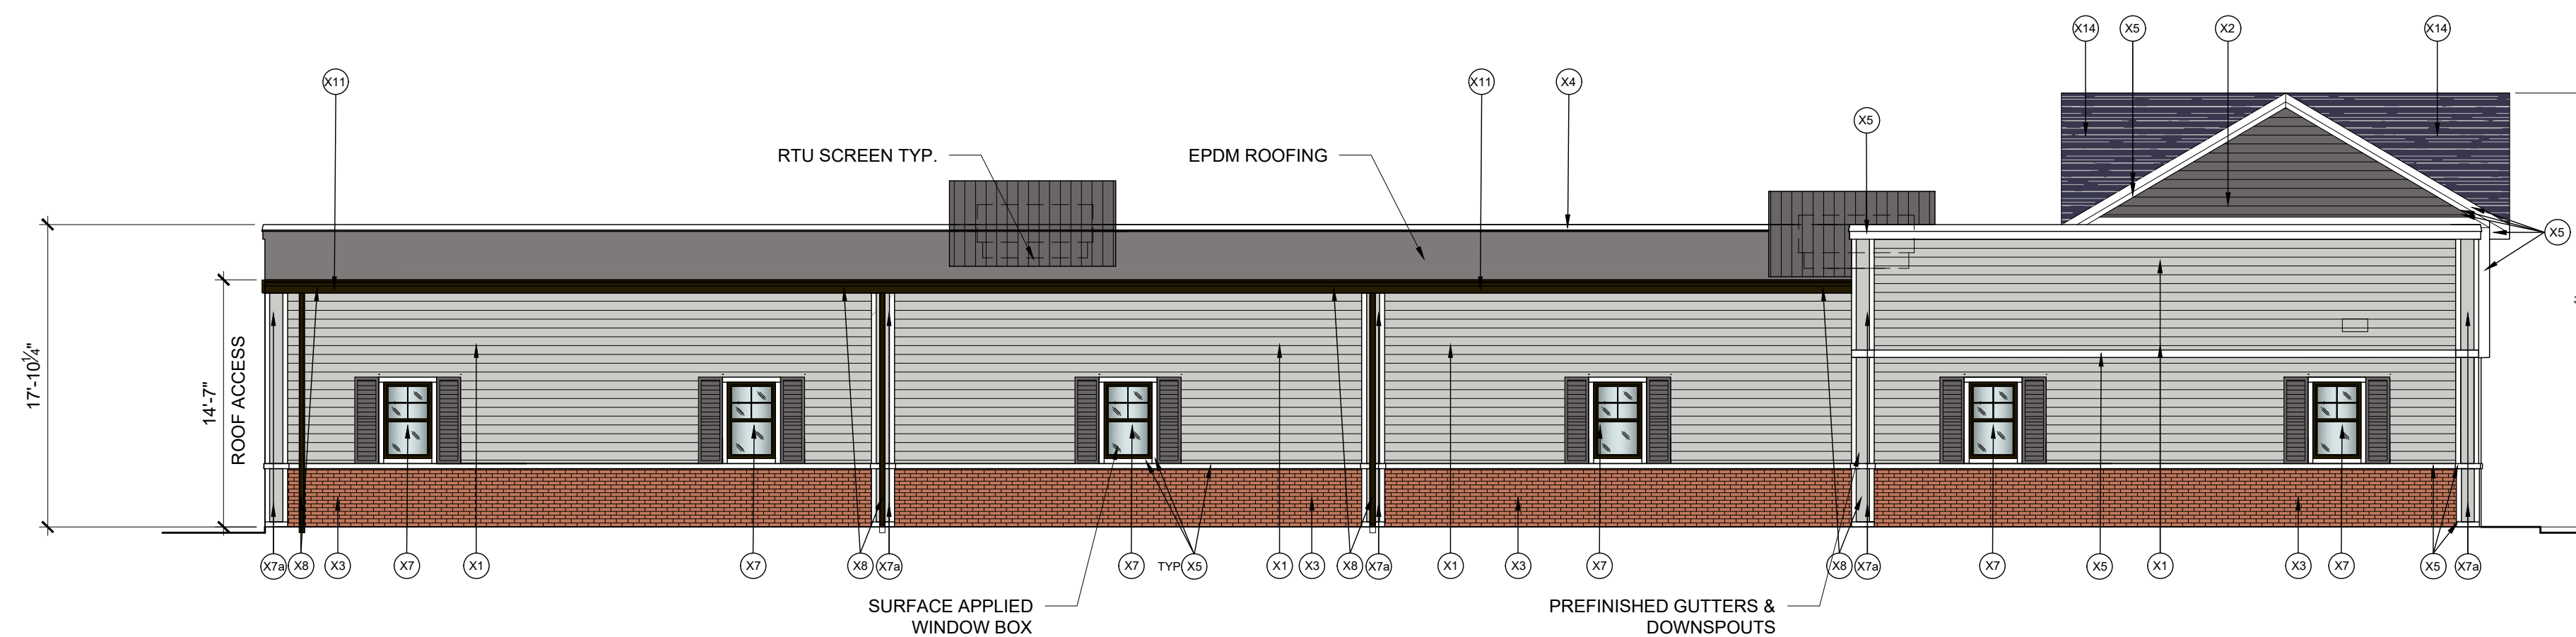 X14 X5 X2 X14
X11 X11 X4
X5
RTU SCREEN TYP. EPDM ROOFING
X5
17'-10¼"
14'-7"
ROOF ACCESS
X7a X8 X3 X7 X1 X7 X8 X7a X7 TYP X5 X1 X3 X8 X7a X1 X3 X7 X8 X7a X7 X5 X1 X3 X7 X5 X7a
SURFACE APPLIED
WINDOW BOX
PREFINISHED GUTTERS &
DOWNSPOUTS